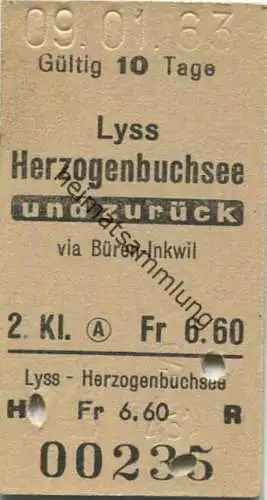 09.01.63
Gültig 10 Tage
Lyss
Herzogenbuchsee
und zurück
via Büren-Inkwil
heimatsammlung
2. Kl. Ⓐ Fr 6.60
Lyss - Herzogenbuchsee
H Fr 6.60 R
00235